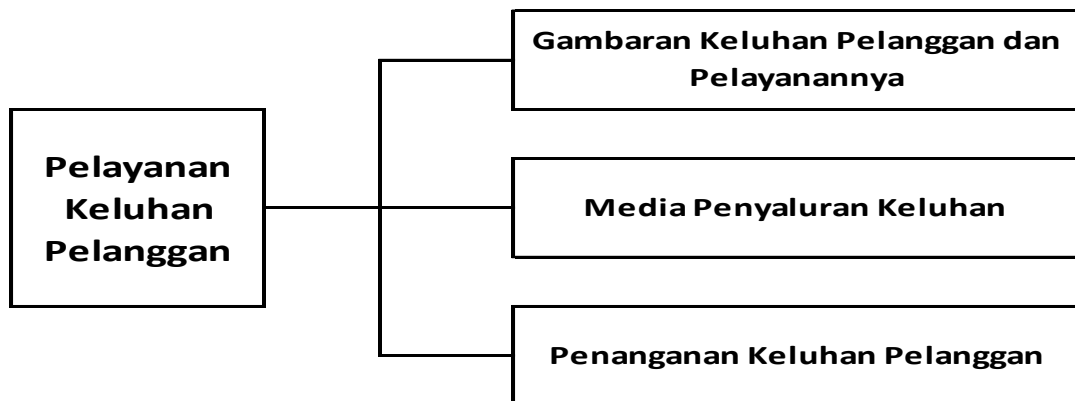 Pelayanan
Keluhan
Pelanggan
Gambaran Keluhan Pelanggan dan
Pelayanannya
Media Penyaluran Keluhan
Penanganan Keluhan Pelanggan